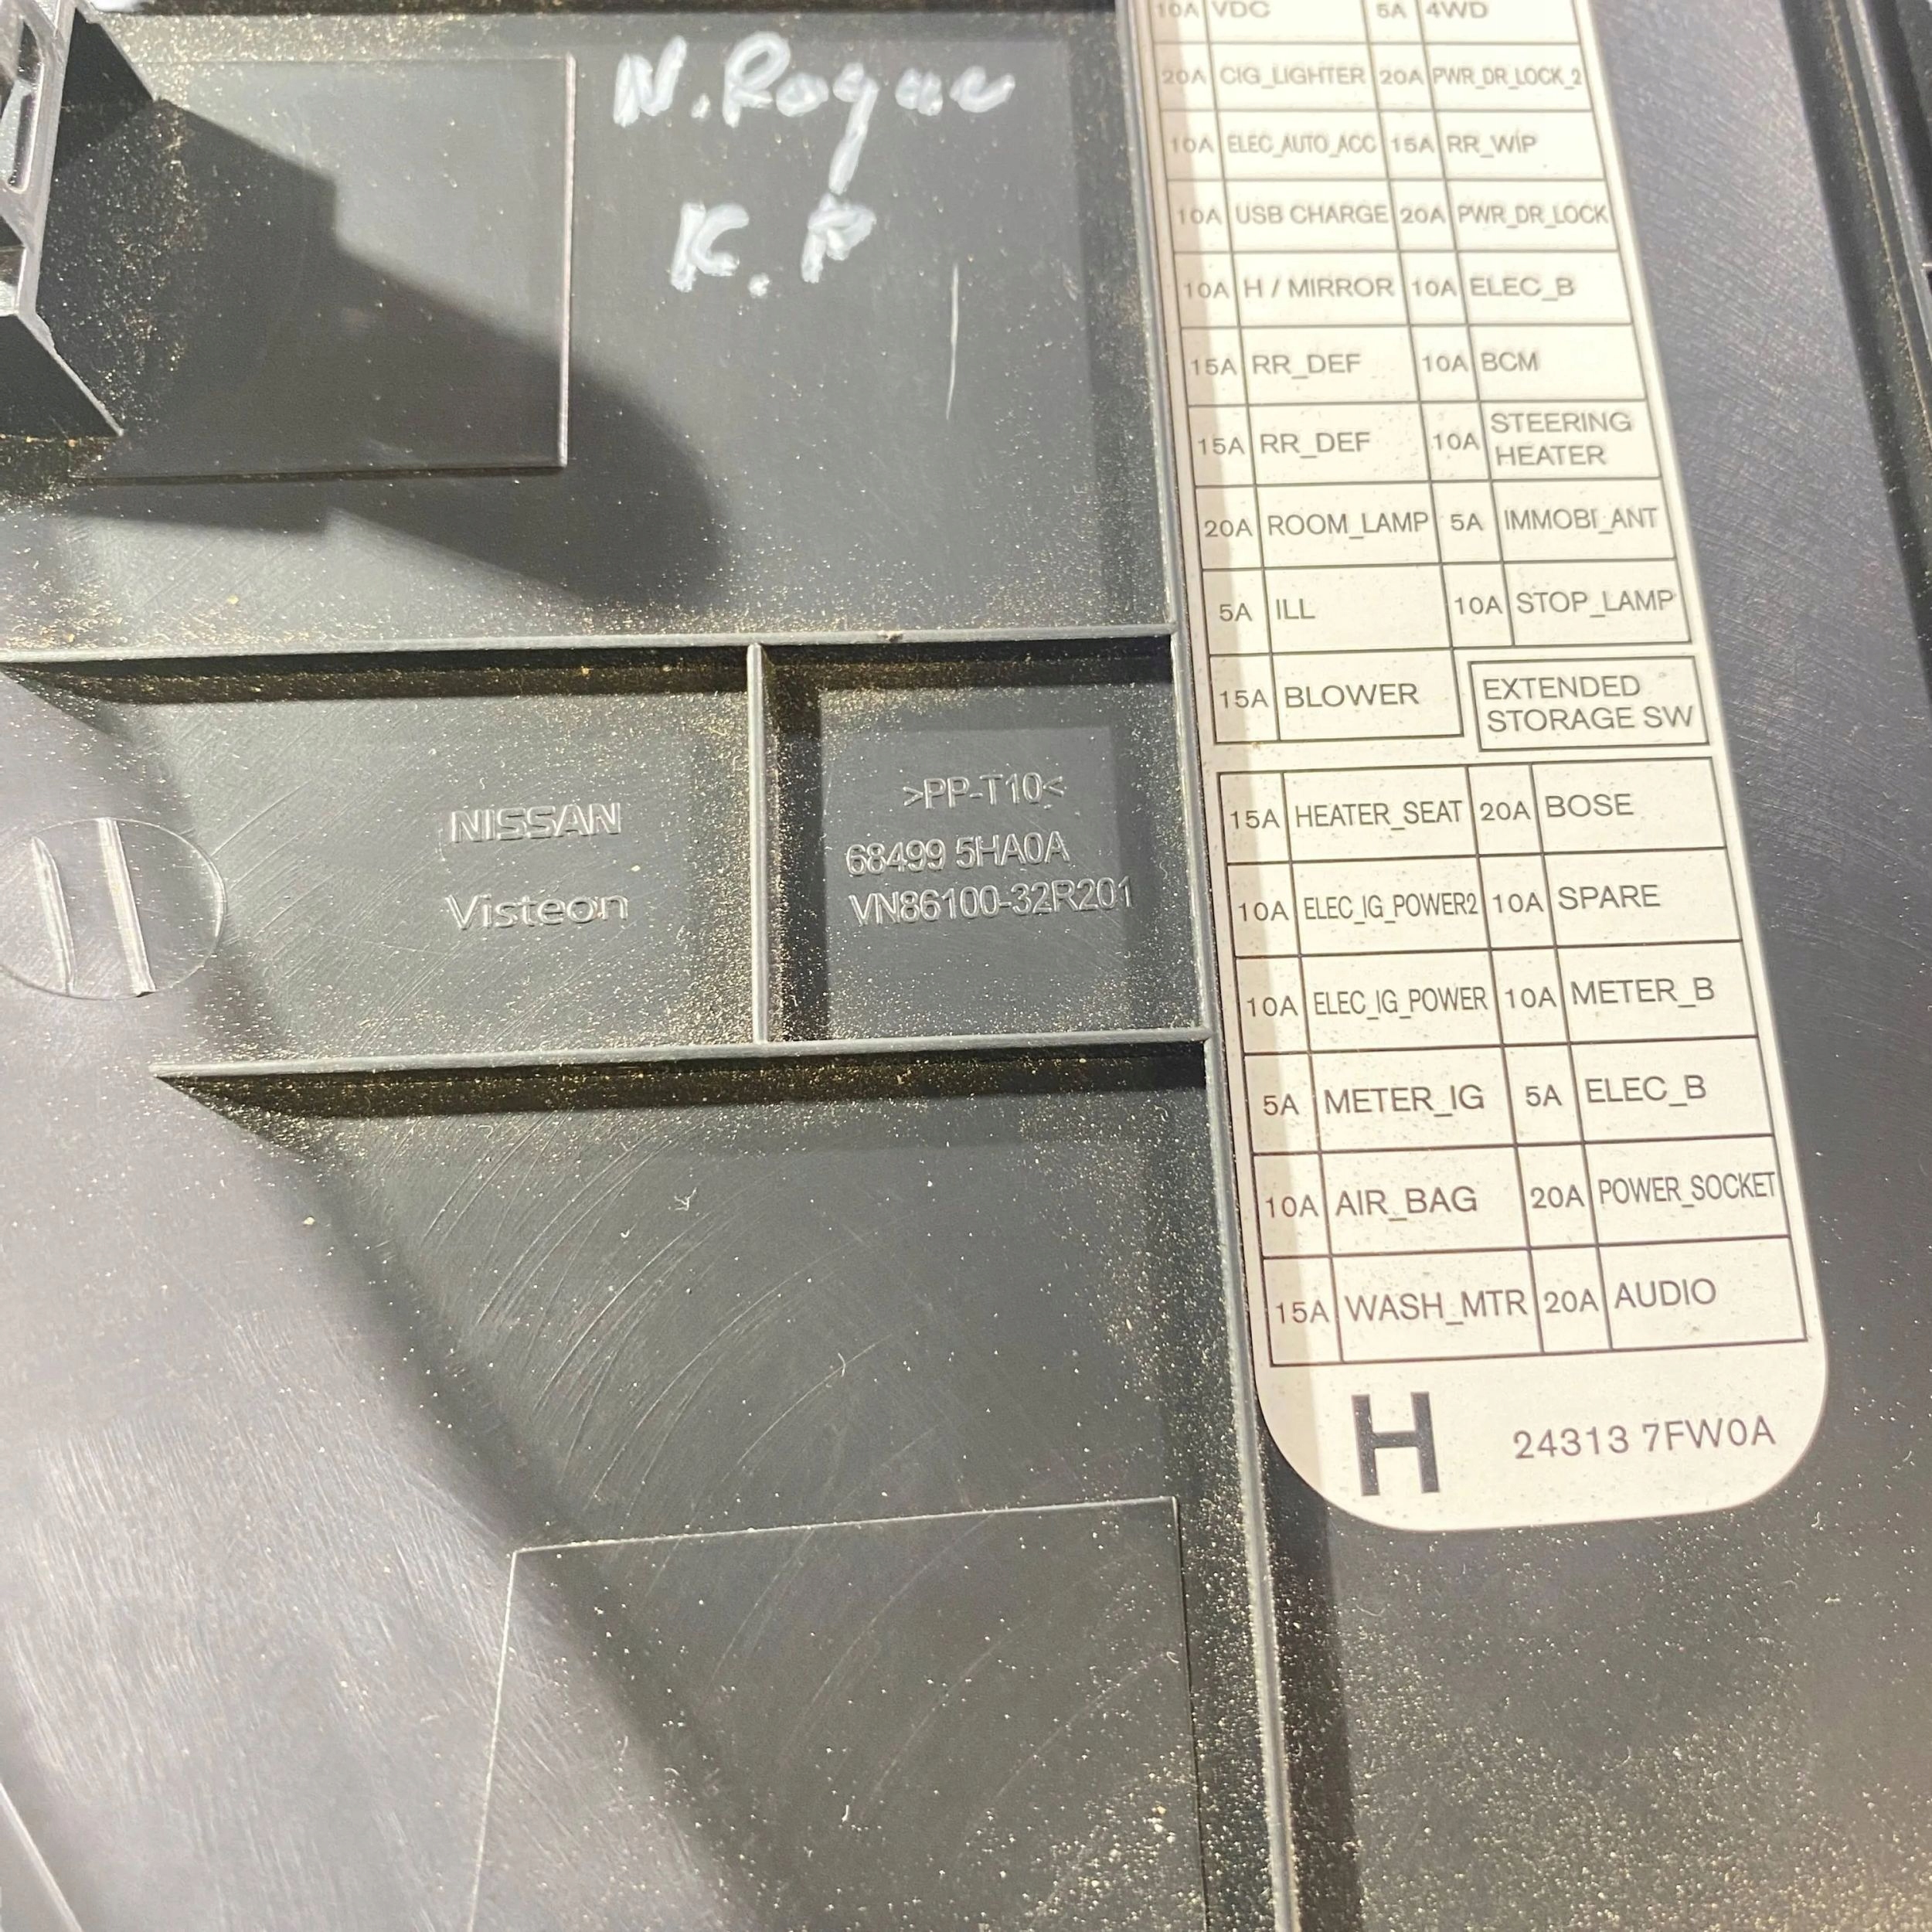 N. Rogue
K. P
NISSAN
Visteon
>PP-T10<
68499 5HA0A
VN86100-32R201
10A VDC 5A 4WD
20A CIG_LIGHTER 20A PWR_DR_LOCK_2
10A ELEC_AUTO_ACC 15A RR_WIP
10A USB CHARGE 20A PWR_DR_LOCK
10A H / MIRROR 10A ELEC_B
15A RR_DEF 10A BCM
15A RR_DEF 10A STEERING
HEATER
20A ROOM_LAMP 5A IMMOBI_ANT
5A ILL 10A STOP_LAMP
15A BLOWER
EXTENDED
STORAGE SW
15A HEATER_SEAT 20A BOSE
10A ELEC_IG_POWER2 10A SPARE
10A ELEC_IG_POWER 10A METER_B
5A METER_IG 5A ELEC_B
10A AIR_BAG 20A POWER_SOCKET
15A WASH_MTR 20A AUDIO
H 24313 7FW0A